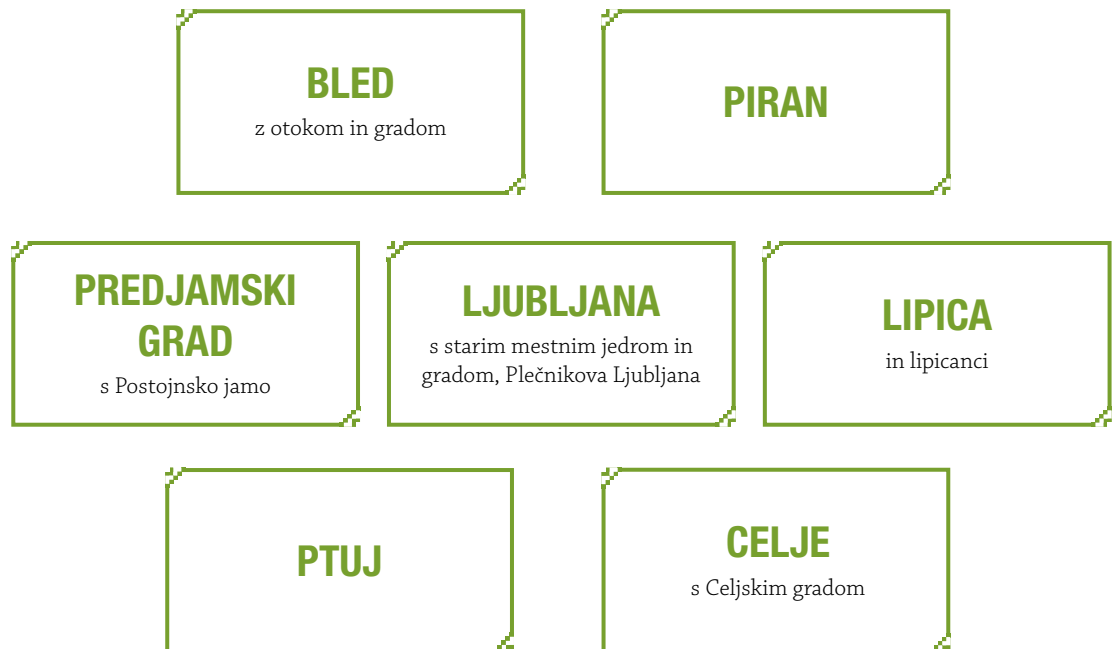 BLED
z otokom in gradom
PIRAN
PREDJAMSKI
GRAD
s Postojnsko jamo
LJUBLJANA
s starim mestnim jedrom in
gradom, Plečnikova Ljubljana
LIPICA
in lipicanci
PTUJ
CELJE
s Celjskim gradom